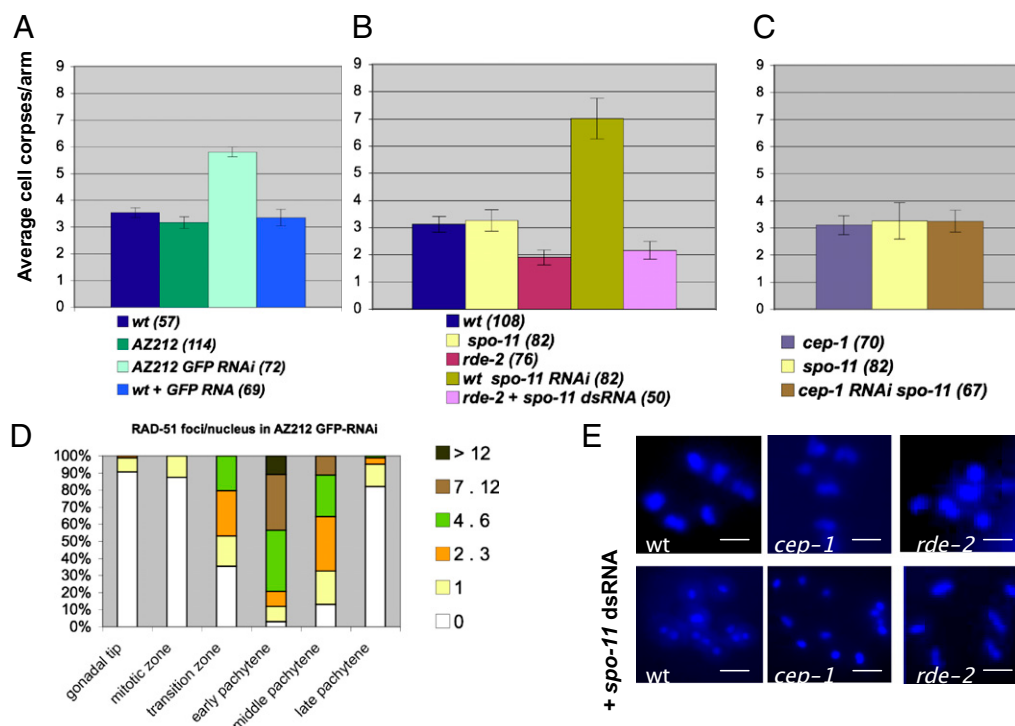 A
B
C
Average cell corpses/arm
9
8
7
6
5
4
3
2
1
0
wt (57)
AZ212 (114)
AZ212 GFP RNAi (72)
wt + GFP RNA (69)
9
8
7
6
5
4
3
2
1
0
wt (108)
spo-11 (82)
rde-2 (76)
wt spo-11 RNAi (82)
rde-2 + spo-11 dsRNA (50)
9
8
7
6
5
4
3
2
1
0
cep-1 (70)
spo-11 (82)
cep-1 RNAi spo-11 (67)
D
RAD-51 foci/nucleus in AZ212 GFP-RNAi
100%
90%
80%
70%
60%
50%
40%
30%
20%
10%
0%
gonadal tip
mitotic zone
transition zone
early pachytene
middle pachytene
late pachytene
> 12
7 . 12
4 . 6
2 . 3
1
0
E
wt
cep-1
rde-2
+ spo-11 dsRNA
wt
cep-1
rde-2